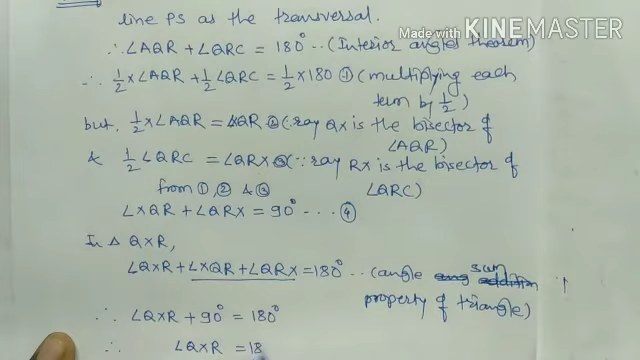 line PS as the transversal.
Made with KINEMASTER
∴ ∠AQR + ∠QRC = 180° .. (Interior angles theorem)
∴ 1/2 × ∠AQR + 1/2 ∠QRC = 1/2 × 180 ① (multiplying each
term by 1/2)
but, 1/2 × ∠AQR = QR ② (∵ ray QX is the bisector of
∠AQR)
& 1/2 ∠QRC = ∠QRX ③ (∵ ray RX is the bisector of
∠QRC)
from ①, ② & ③
∠XQR + ∠QRX = 90° ... ④
In △ QXR,
∠QXR + ∠XQR + ∠QRX = 180° .. (angle sum
property of triangle)
∴ ∠QXR + 90° = 180°
∴ ∠QXR = 18